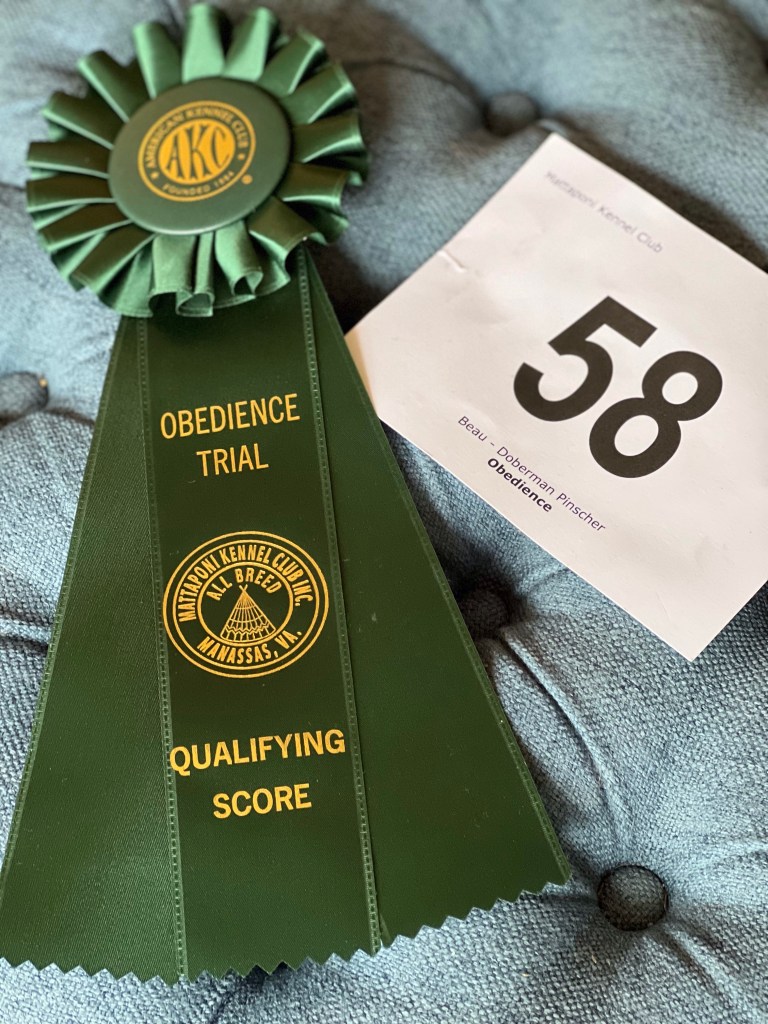 AMERICAN KENNEL CLUB
AKC
FOUNDED 1884
®
OBEDIENCE
TRIAL
MATTAPONI KENNEL CLUB INC.
ALL BREED
MANASSAS, VA.
QUALIFYING
SCORE
Mattaponi Kennel Club
58
Beau - Doberman Pinscher
Obedience